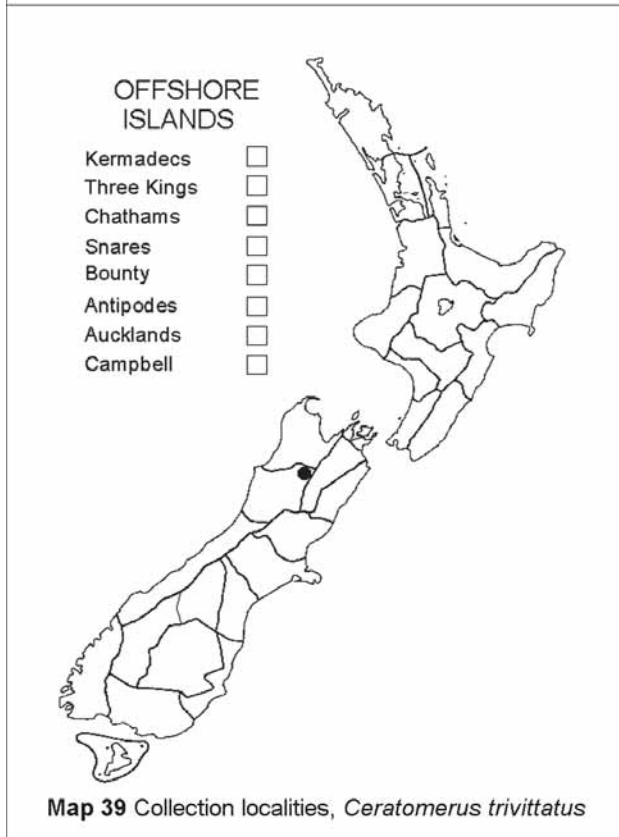 OFFSHORE
ISLANDS
Kermadecs
Three Kings
Chathams
Snares
Bounty
Antipodes
Aucklands
Campbell
Map 39 Collection localities, Ceratomerus trivittatus